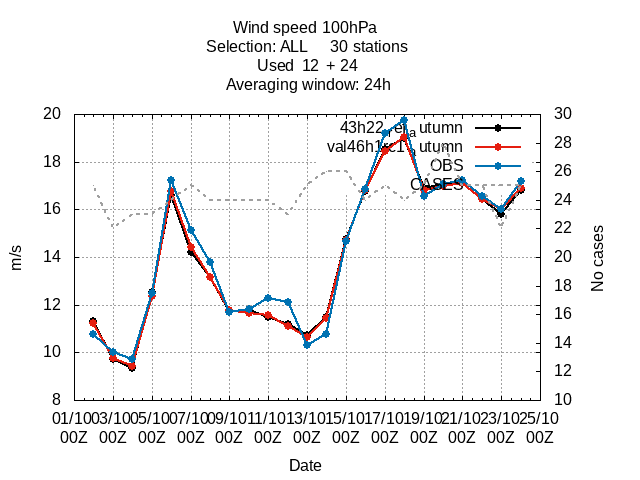 Wind speed 100hPa
Selection: ALL 30 stations
Used 12 + 24
Averaging window: 24h
20 30
43h22_rel_a utumn
28
val46h1rc1_a utumn
18 OBS 26
CASES
24
16
22
m/s
14 20
No cases
18
12 16
14
10
12
8 10
01/10 03/10 05/10 07/10 09/10 11/10 13/10 15/10 17/10 19/10 21/10 23/10 25/10
00Z 00Z 00Z 00Z 00Z 00Z 00Z 00Z 00Z 00Z 00Z 00Z 00Z
Date